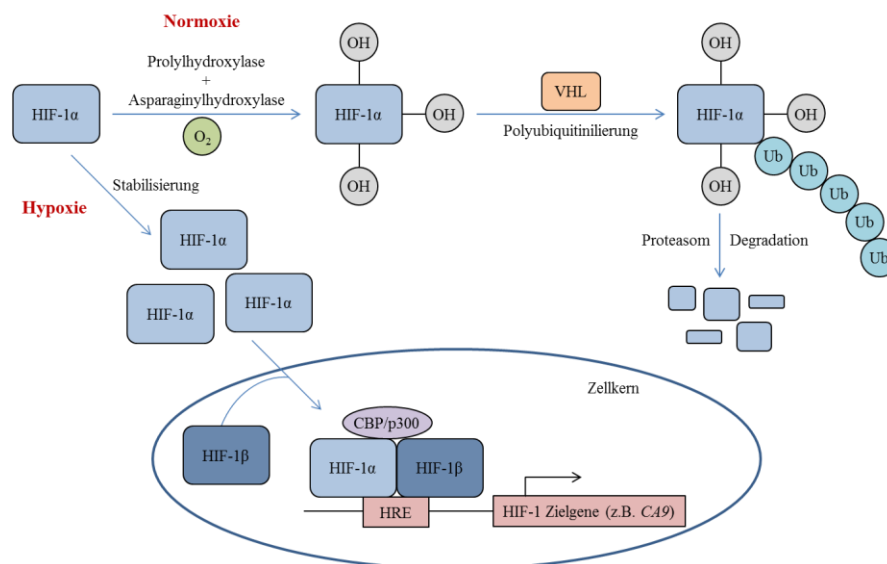 Normoxie
Prolylhydroxylase
+
Asparaginylhydroxylase
O₂
HIF-1α
OH
HIF-1α
OH
OH
VHL
Polyubiquitinilierung
OH
HIF-1α
OH
OH
Ub
Ub
Ub
Ub
Ub
Stabilisierung
Hypoxie
HIF-1α
HIF-1α
HIF-1α
Proteasom
Degradation
Zellkern
HIF-1β
CBP/p300
HIF-1α
HIF-1β
HRE
HIF-1 Zielgene (z.B. CA9)